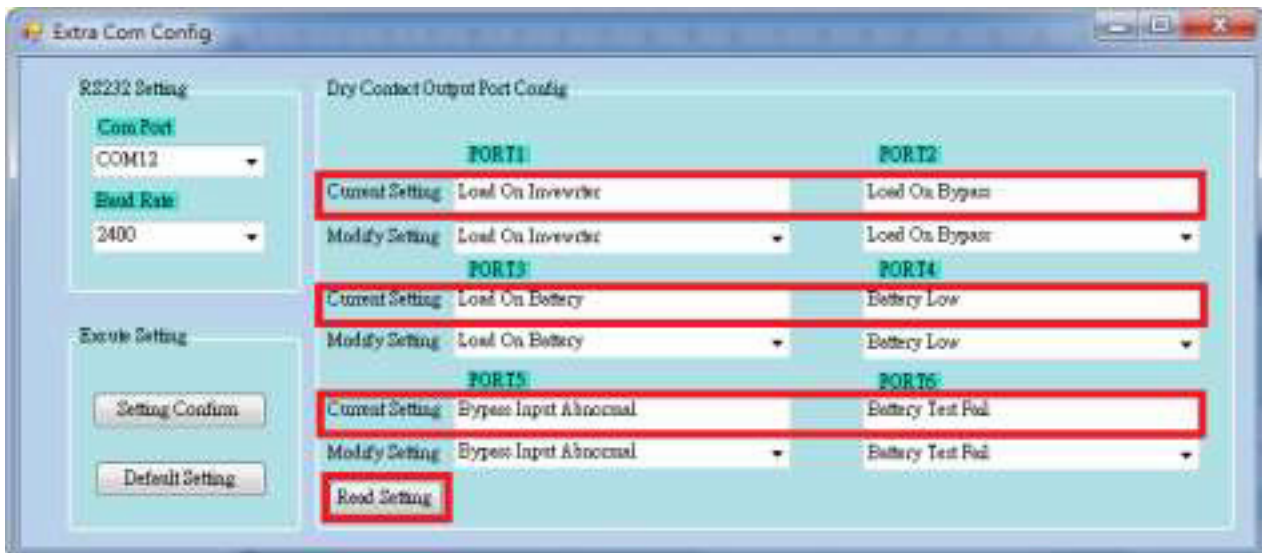 Extra Com Config
RS232 Setting
Com Port
COM12
Baud Rate
2400
Excute Setting
Setting Confirm
Default Setting
Dry Contact Output Port Config
PORT1 PORT2
Current Setting Load On Invewrter Load On Bypass
Modify Setting Load On Invewrter Load On Bypass
PORT3 PORT4
Current Setting Load On Battery Battery Low
Modify Setting Load On Battery Battery Low
PORT5 PORT6
Current Setting Bypass Input Abnormal Battery Test Fail
Modify Setting Bypass Input Abnormal Battery Test Fail
Read Setting